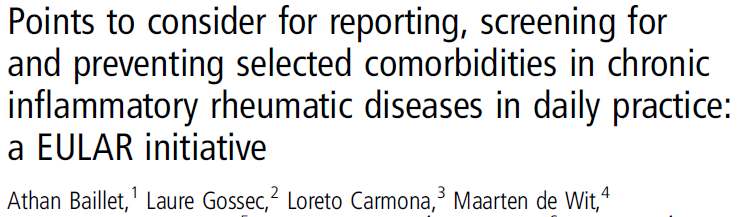 Points to consider for reporting, screening for
and preventing selected comorbidities in chronic
inflammatory rheumatic diseases in daily practice:
a EULAR initiative
Athan Baillet,¹ Laure Gossec,² Loreto Carmona,³ Maarten de Wit,⁴